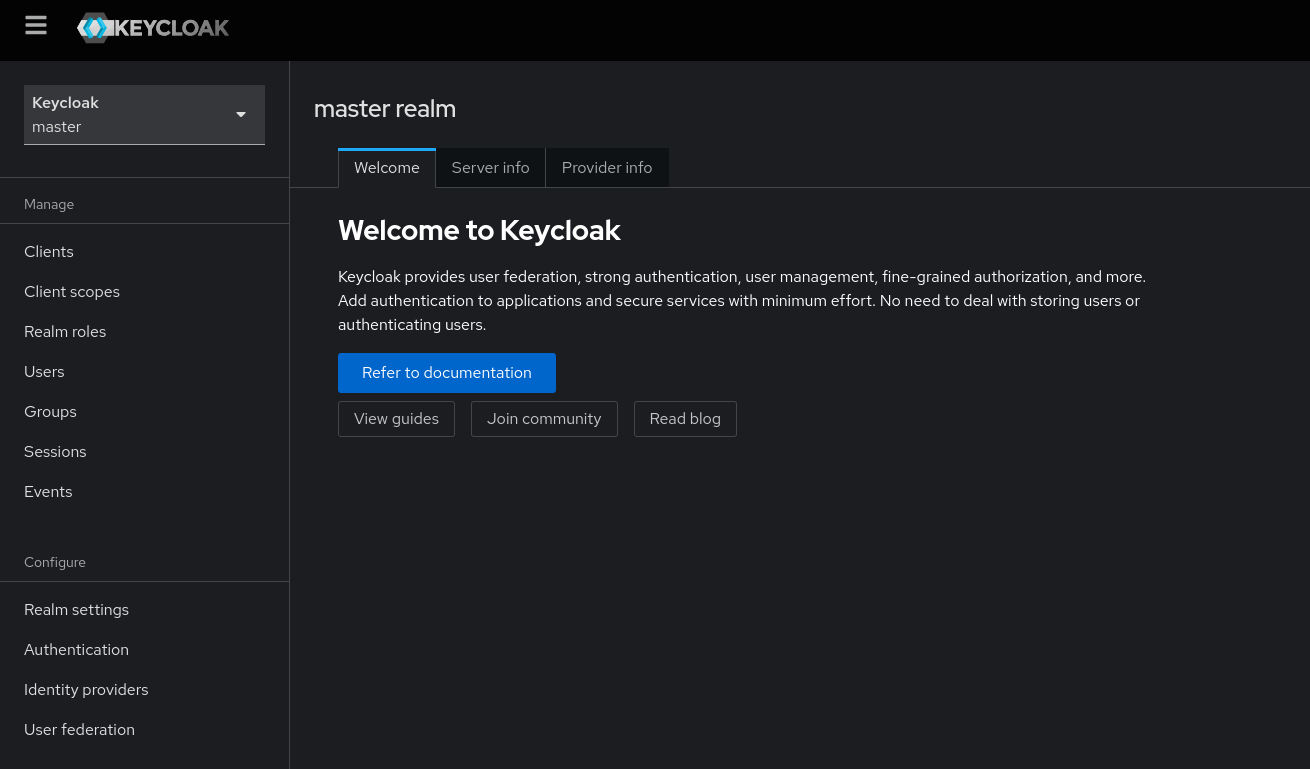 KEYCLOAK
Keycloak
master
Manage
Clients
Client scopes
Realm roles
Users
Groups
Sessions
Events
Configure
Realm settings
Authentication
Identity providers
User federation
master realm
Welcome
Server info
Provider info
Welcome to Keycloak
Keycloak provides user federation, strong authentication, user management, fine-grained authorization, and more.
Add authentication to applications and secure services with minimum effort. No need to deal with storing users or
authenticating users.
Refer to documentation
View guides
Join community
Read blog